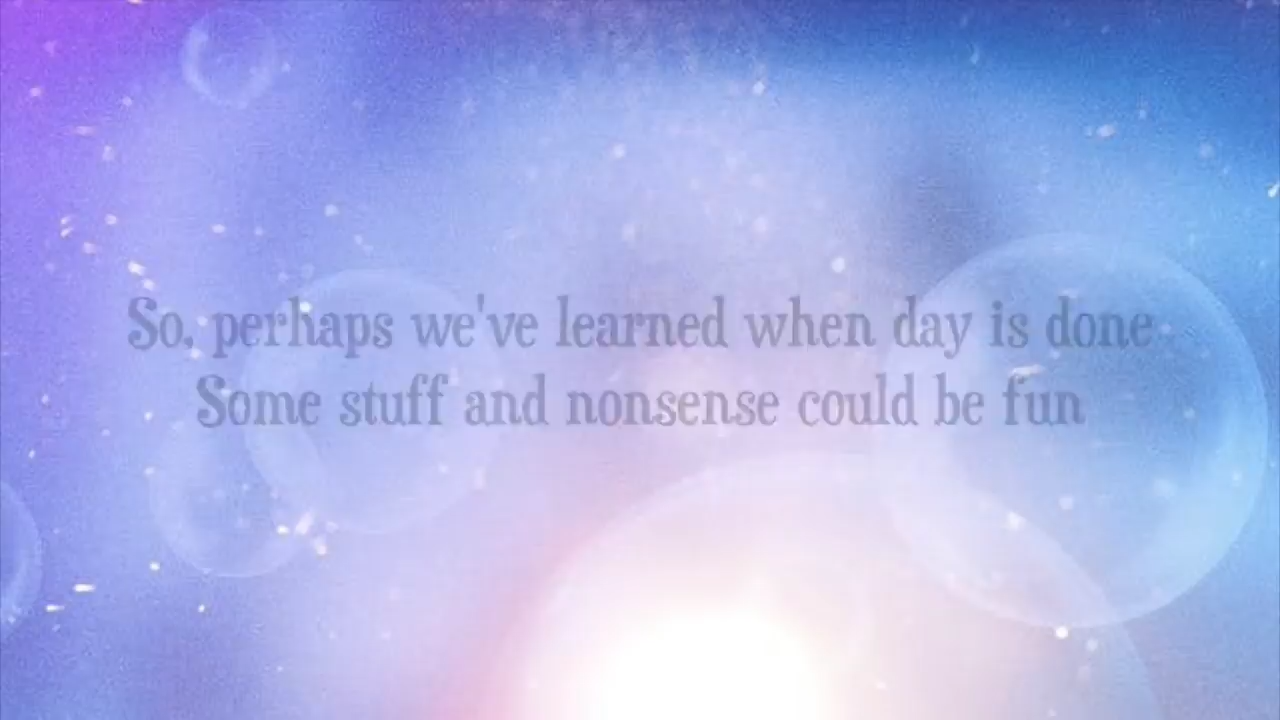 So, perhaps we've learned when day is done
Some stuff and nonsense could be fun